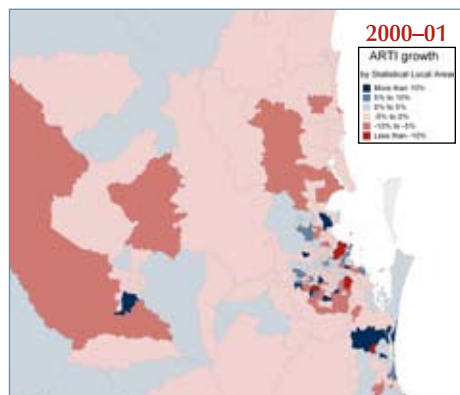 2000–01
ARTI growth
by Statistical Local Areas
More than 10%
5% to 10%
0% to 5%
-5% to 0%
-10% to -5%
Less than -10%